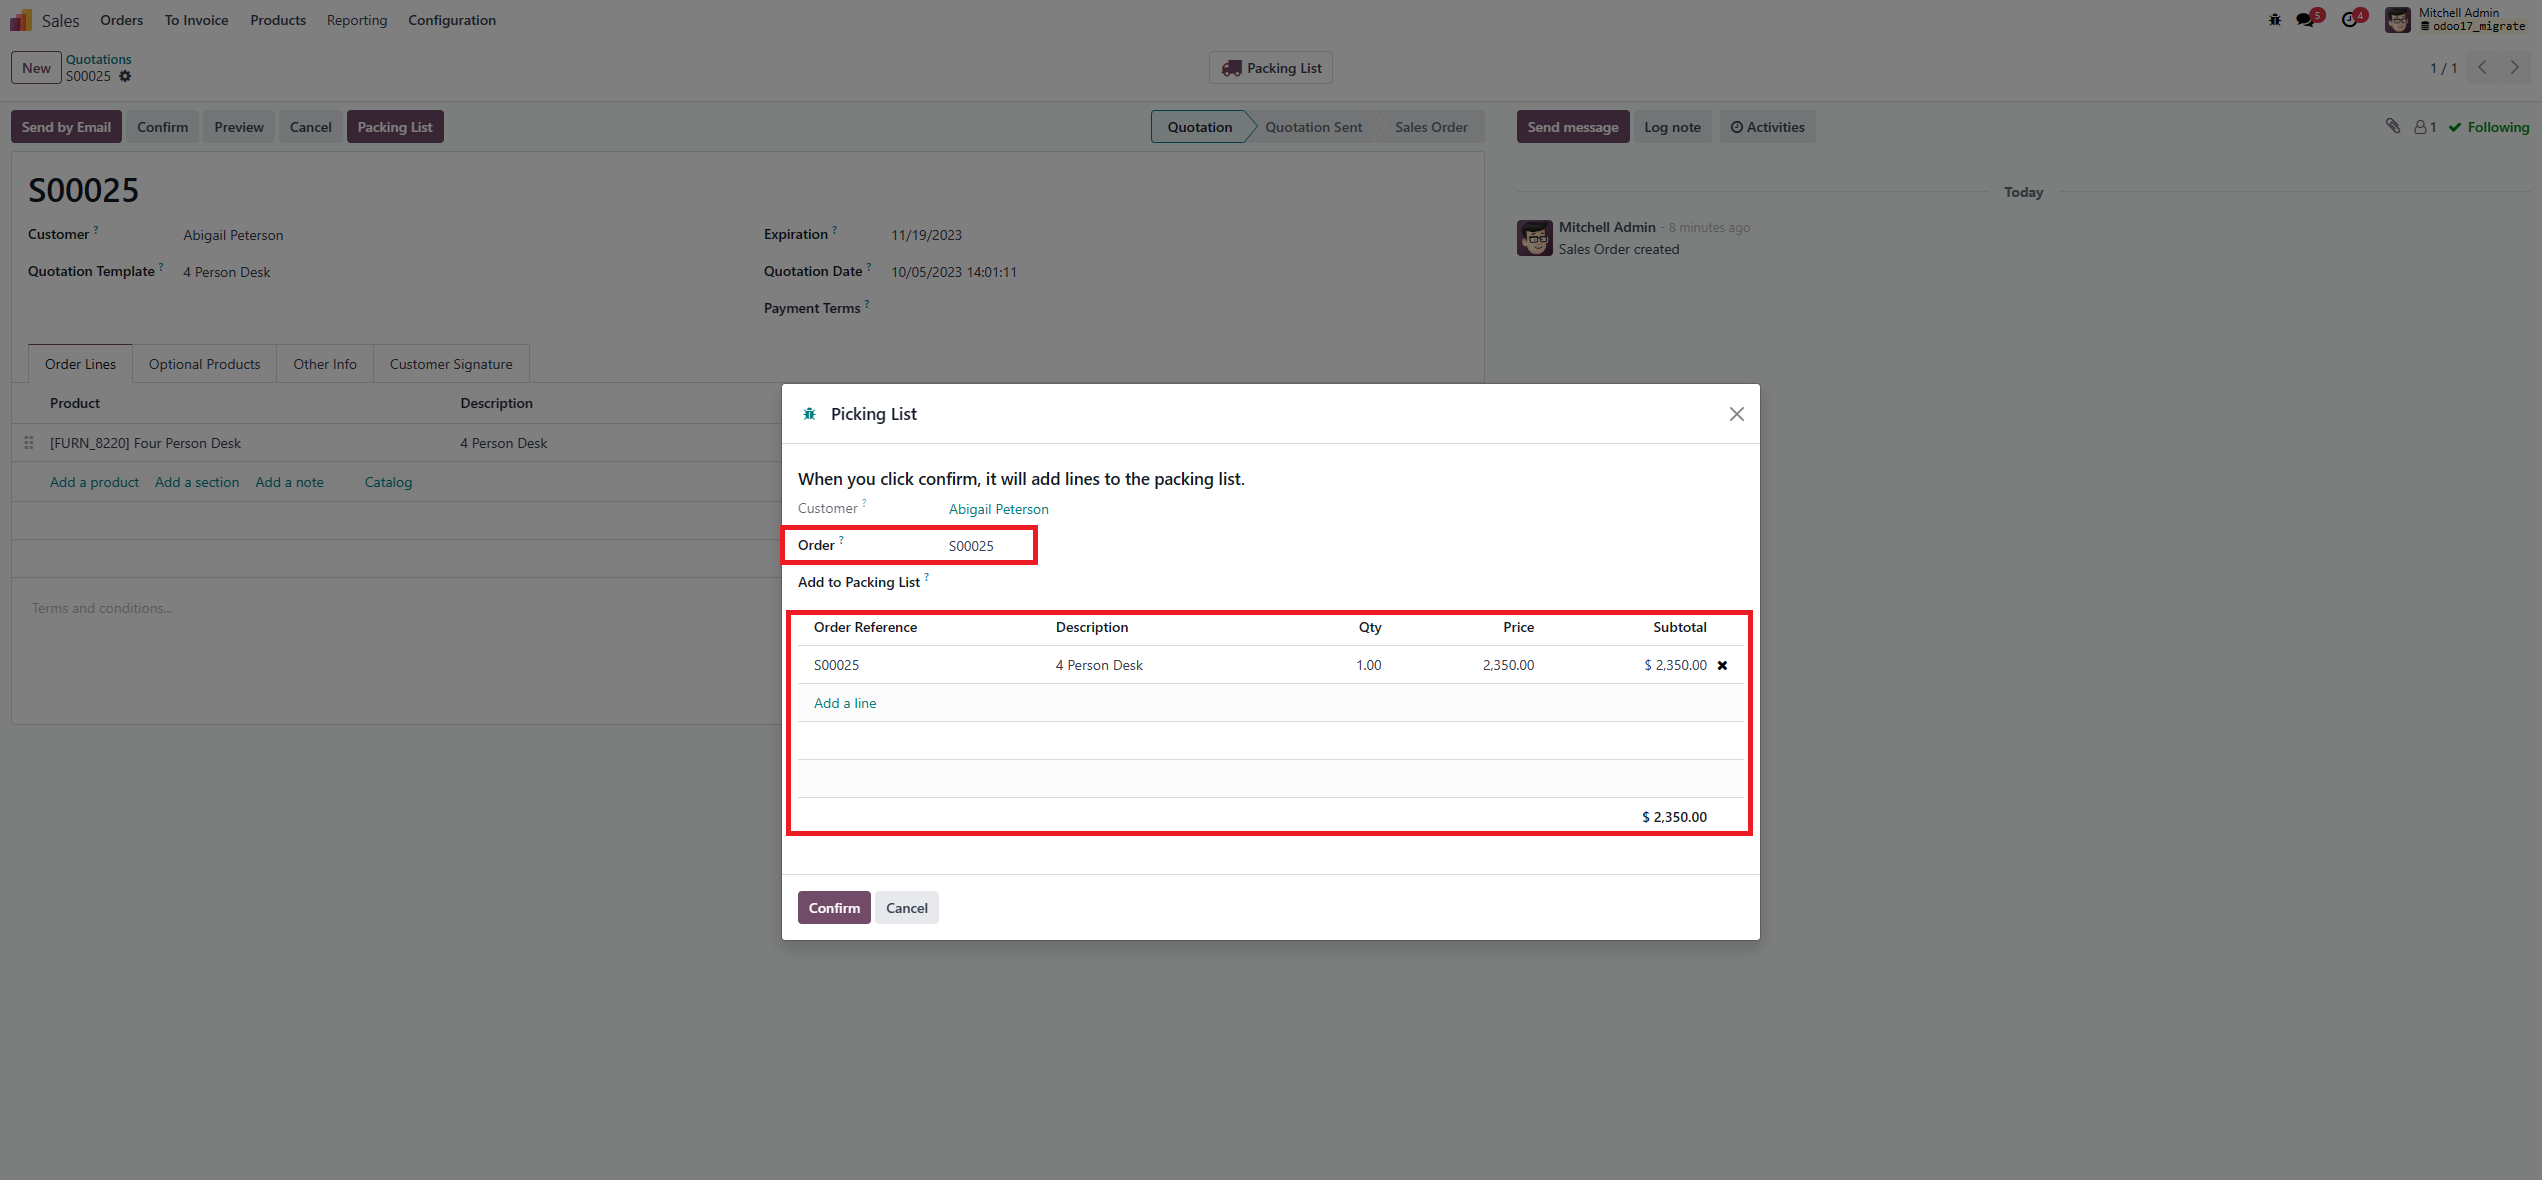 Sales Orders To Invoice Products Reporting Configuration 5 4 Mitchell Admin
odoo17_migrate
New Quotations
S00025
Packing List 1 / 1
Send by Email Confirm Preview Cancel Packing List Quotation Quotation Sent Sales Order Send message Log note Activities 1 Following
S00025
Today
Customer ? Abigail Peterson Expiration ? 11/19/2023
Mitchell Admin - 8 minutes ago
Sales Order created
Quotation Template ? 4 Person Desk Quotation Date ? 10/05/2023 14:01:11
Payment Terms ?
Order Lines Optional Products Other Info Customer Signature
Product Description
[FURN_8220] Four Person Desk 4 Person Desk
Add a product Add a section Add a note Catalog
Terms and conditions...
Picking List
When you click confirm, it will add lines to the packing list.
Customer ? Abigail Peterson
Order ? S00025
Add to Packing List ?
Order Reference Description Qty Price Subtotal
S00025 4 Person Desk 1.00 2,350.00 $ 2,350.00
Add a line
$ 2,350.00
Confirm Cancel